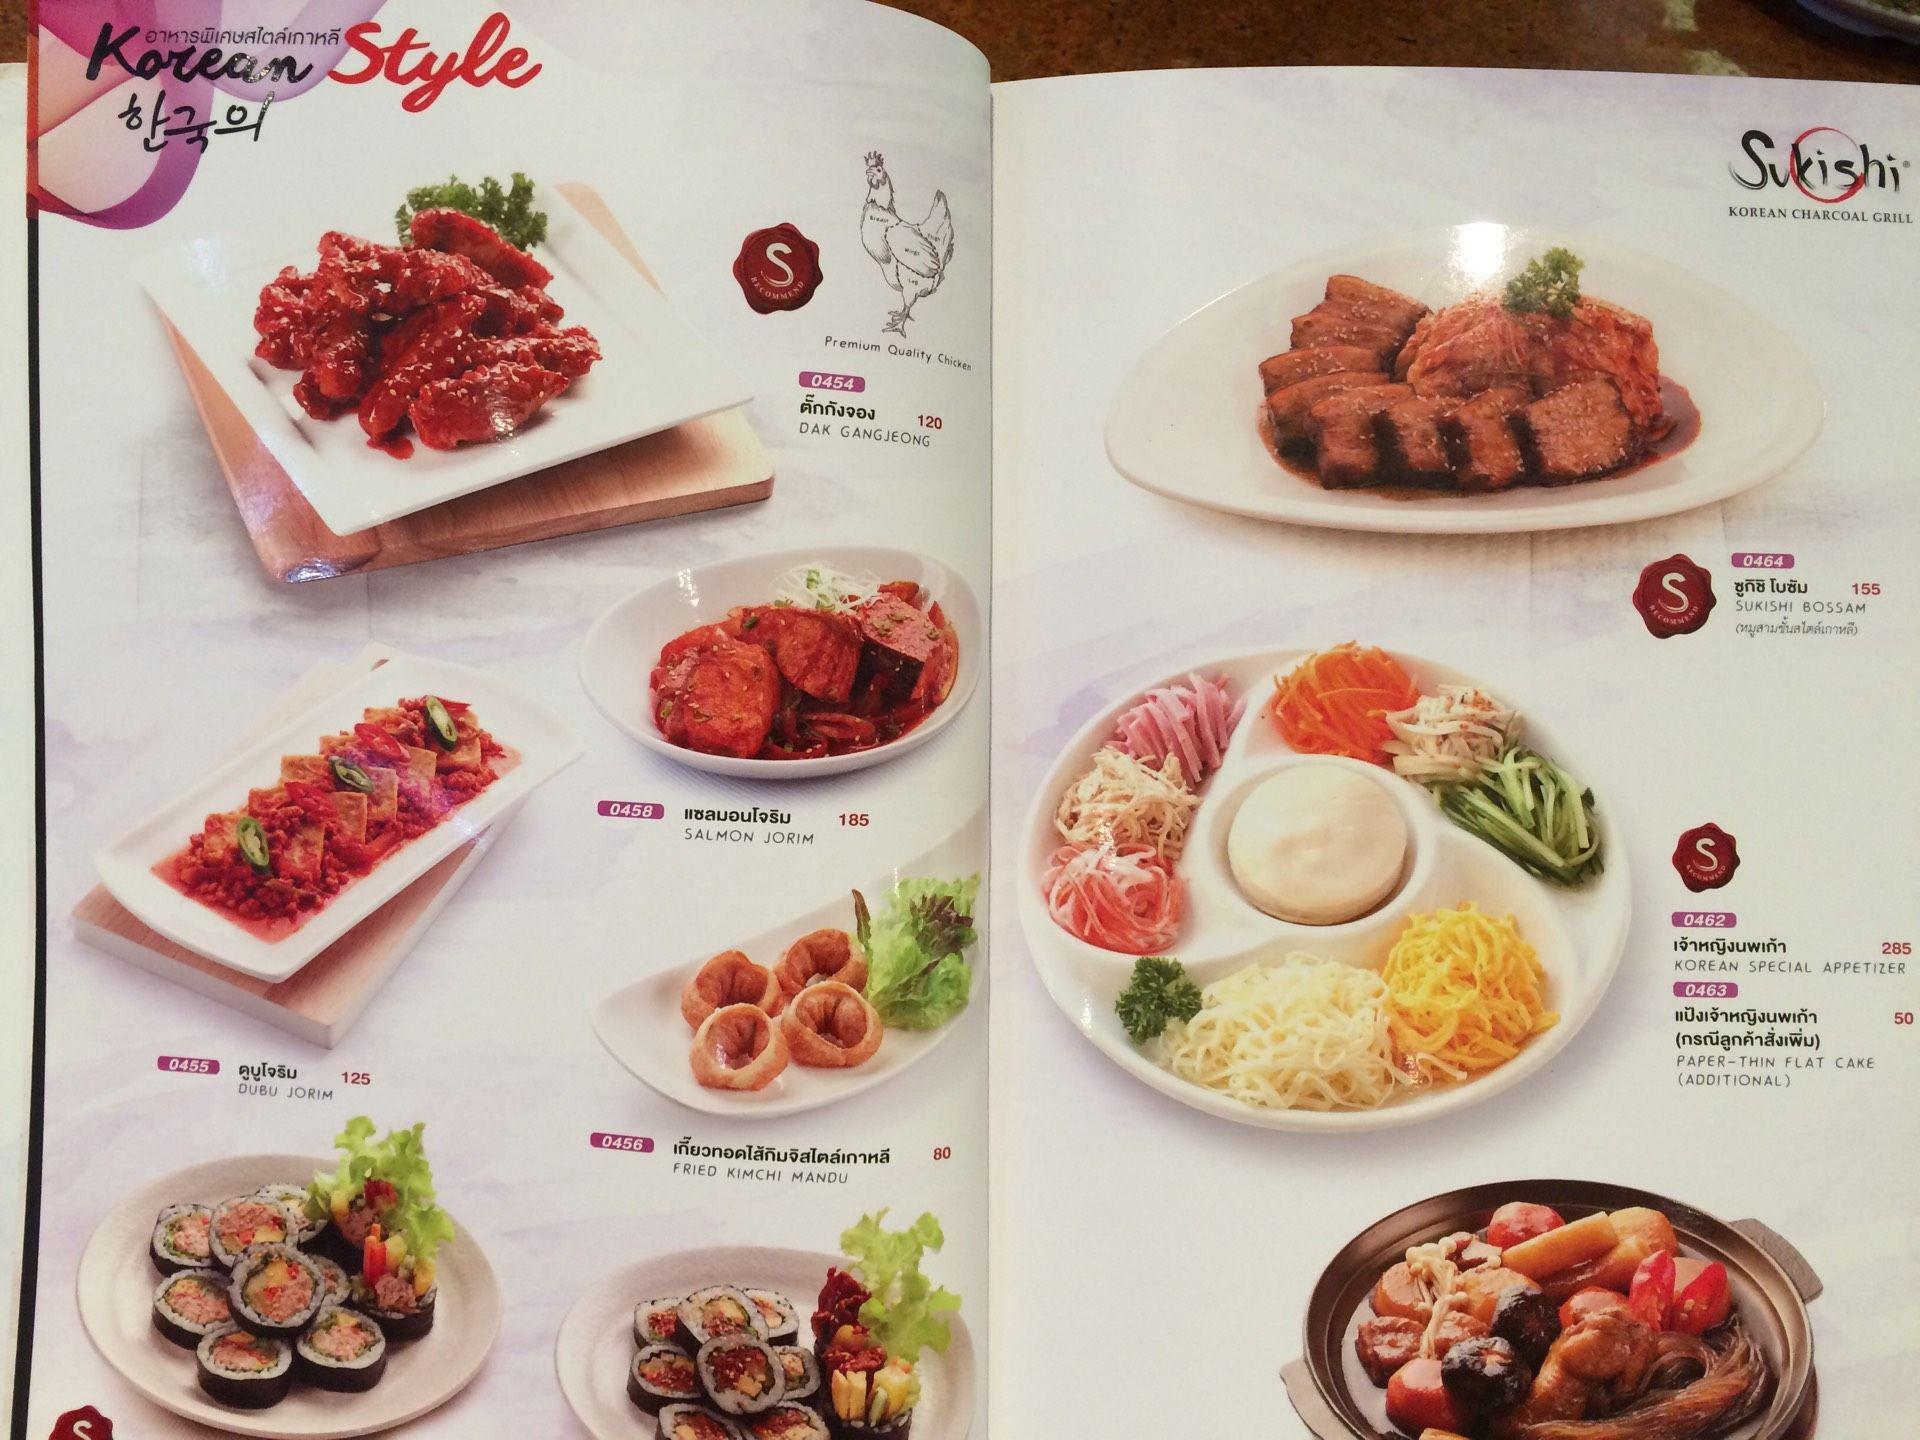 อาหารพิเศษสไตล์เกาหลี
Korean Style
한국의
S
RECOMMEND
Breast
Thigh
Wings
Leg
Premium Quality Chicken
0454
ตั๊กกังจอง 120
DAK GANGJEONG
0458 แซลมอนโจริม 185
SALMON JORIM
0455 ดูบูโจริม 125
DUBU JORIM
0456 เกี๊ยวทอดไส้กิมจิสไตล์เกาหลี 80
FRIED KIMCHI MANDU
S
Sukishi®
KOREAN CHARCOAL GRILL
S
RECOMMEND
0464
ซูกิชิ โบซัม 155
SUKISHI BOSSAM
(หมูสามชั้นสไตล์เกาหลี)
S
RECOMMEND
0462
เจ้าหญิงนพเก้า 285
KOREAN SPECIAL APPETIZER
0463
แป้งเจ้าหญิงนพเก้า 50
(กรณีลูกค้าสั่งเพิ่ม)
PAPER-THIN FLAT CAKE
(ADDITIONAL)